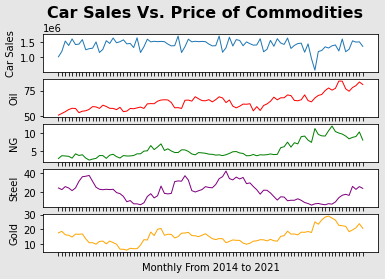 Car Sales Vs. Price of Commodities
1e6
Car Sales
1.5
1.0
Oil
75
50
NG
10
5
Steel
40
20
Gold
30
20
10
Monthly From 2014 to 2021